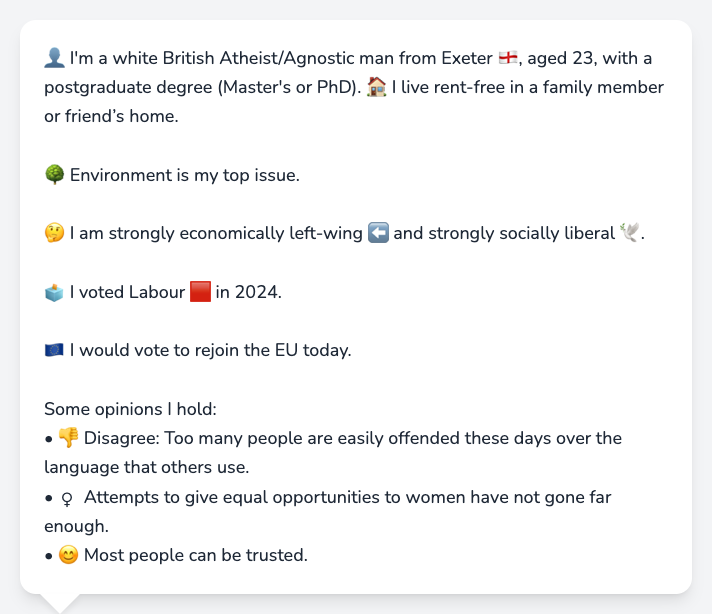 👤 I'm a white British Atheist/Agnostic man from Exeter 🏴󠁧󠁢󠁥󠁮󠁧󠁿, aged 23, with a
postgraduate degree (Master's or PhD). 🏠 I live rent-free in a family member
or friend’s home.
🌳 Environment is my top issue.
🤔 I am strongly economically left-wing ⬅️ and strongly socially liberal 🕊️.
🗳️ I voted Labour 🟥 in 2024.
🇪🇺 I would vote to rejoin the EU today.
Some opinions I hold:
• 👎 Disagree: Too many people are easily offended these days over the
language that others use.
• ♀ Attempts to give equal opportunities to women have not gone far
enough.
• 😊 Most people can be trusted.